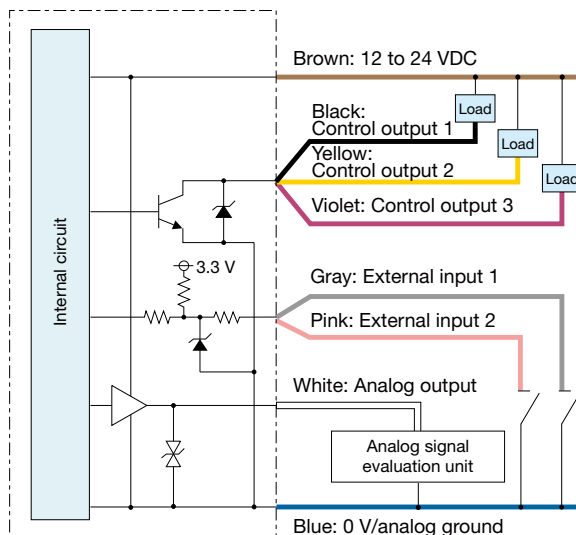 Brown: 12 to 24 VDC
Load
Black:
Control output 1
Load
Yellow:
Control output 2
Load
Violet: Control output 3
Internal circuit
3.3 V
Gray: External input 1
Pink: External input 2
White: Analog output
Analog signal
evaluation unit
Blue: 0 V/analog ground